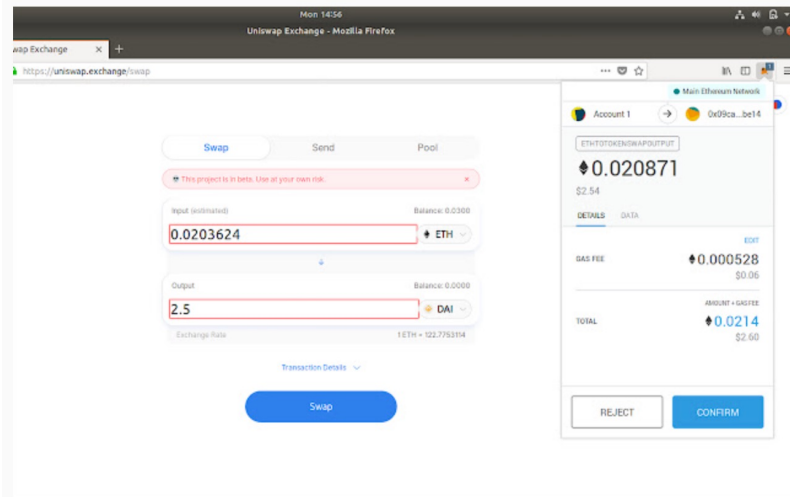 Mon 14:56
Uniswap Exchange - Mozilla Firefox
wap Exchange × +
https://uniswap.exchange/swap
Main Ethereum Network
Account 1
0x09ca...be14
Swap Send Pool
This project is in beta. Use at your own risk. ×
Input (estimated) Balance: 0.0300
0.0203624 ETH
Output Balance: 0.0000
2.5 DAI
Exchange Rate 1 ETH = 122.7753114
Transaction Details
Swap
ETHTOTOKENSWAPOUTPUT
0.020871
$2.54
DETAILS DATA
EDIT
GAS FEE 0.000528
$0.06
AMOUNT + GAS FEE
TOTAL 0.0214
$2.60
REJECT CONFIRM